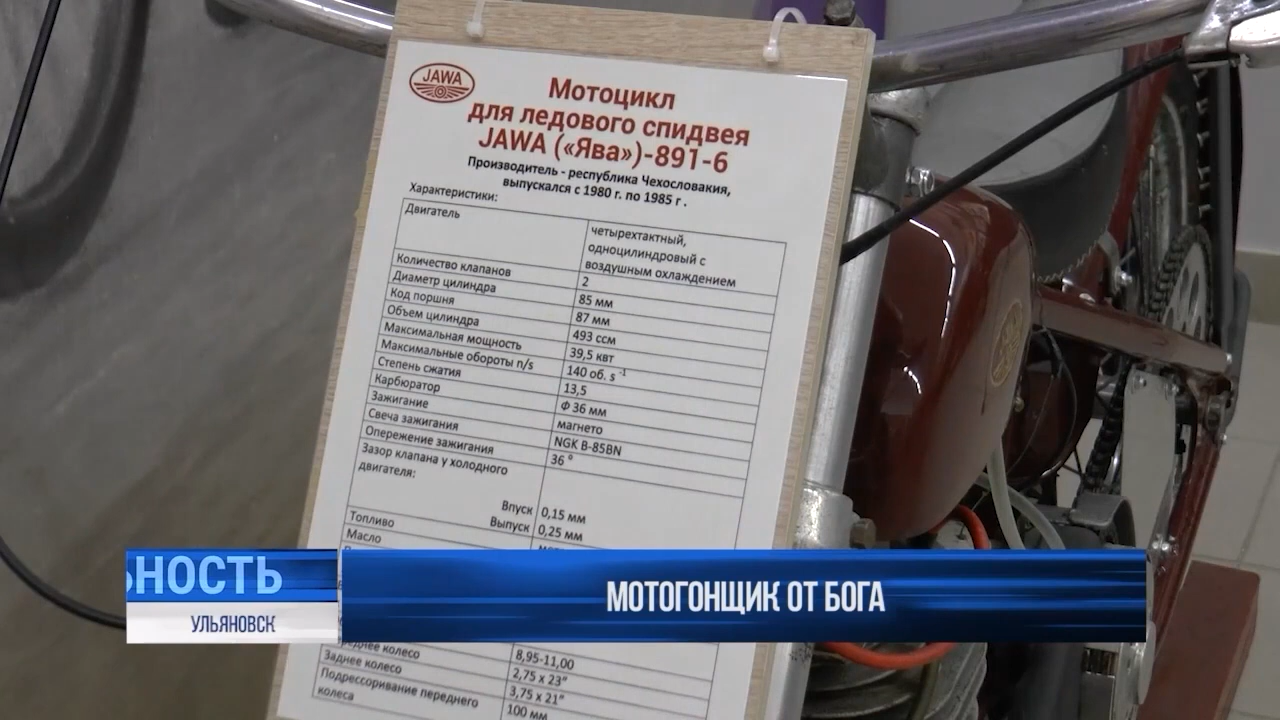 JAWA
Мотоцикл
для ледового спидвея
JAWA («Ява»)-891-6
Производитель - республика Чехословакия,
выпускался с 1980 г. по 1985 г .
Характеристики:
Двигатель
четырехтактный,
одноцилиндровый с
воздушным охлаждением
Количество клапанов 2
Диаметр цилиндра 85 мм
Код поршня 87 мм
Объем цилиндра 493 ссм
Максимальная мощность 39,5 квт
Максимальные обороты n/s 140 об. s -1
Степень сжатия 13,5
Карбюратор Ф 36 мм
Зажигание магнето
Свеча зажигания NGK B-85BN
Опережение зажигания 36 °
Зазор клапана у холодного
двигателя:
Впуск 0,15 мм
Выпуск 0,25 мм
Топливо
Масло
ЬНОСТЬ
УЛЬЯНОВСК
МОТОГОНЩИК ОТ БОГА
колесо 8,95-11,00
Заднее колесо 2,75 x 23"
Подрессоривание переднего 3,75 x 21"
колеса 100 мм